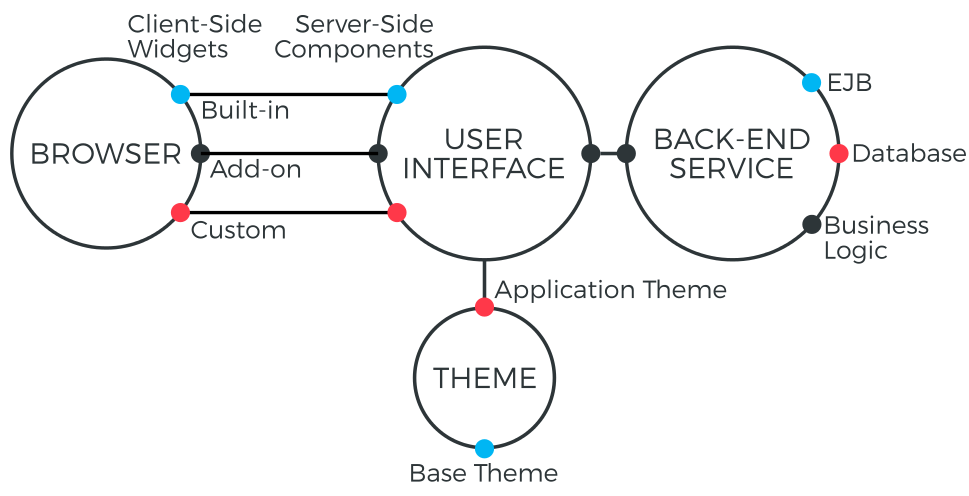 Client-Side
Widgets
Server-Side
Components
BROWSER
Built-in
Add-on
Custom
USER
INTERFACE
BACK-END
SERVICE
EJB
Database
Business
Logic
Application Theme
THEME
Base Theme